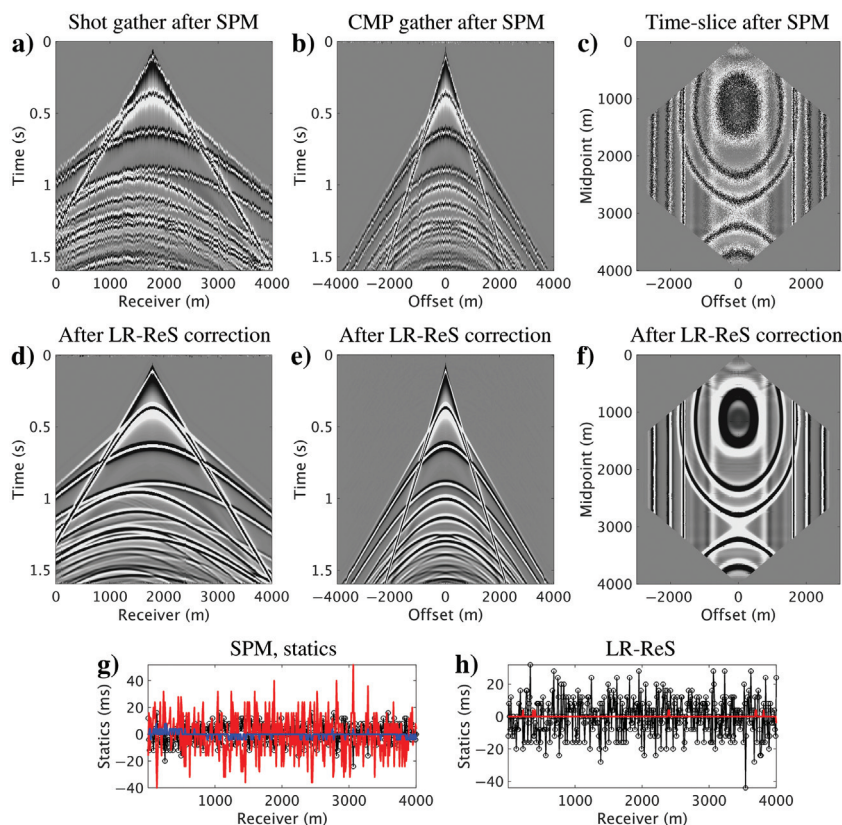 a) Shot gather after SPM
b) CMP gather after SPM
c) Time-slice after SPM
0
0.5
1
1.5
Time (s)
0 1000 2000 3000 4000
Receiver (m)
0
0.5
1
1.5
Time (s)
−4000 −2000 0 2000 4000
Offset (m)
0
1000
2000
3000
4000
Midpoint (m)
−2000 0 2000
Offset (m)
d) After LR-ReS correction
e) After LR-ReS correction
f) After LR-ReS correction
0
0.5
1
1.5
Time (s)
0 1000 2000 3000 4000
Receiver (m)
0
0.5
1
1.5
Time (s)
−4000 −2000 0 2000 4000
Offset (m)
0
1000
2000
3000
4000
Midpoint (m)
−2000 0 2000
Offset (m)
g) SPM, statics
40
20
0
−20
−40
Statics (ms)
1000 2000 3000 4000
Receiver (m)
h) LR-ReS
20
0
−20
−40
Statics (ms)
1000 2000 3000 4000
Receiver (m)